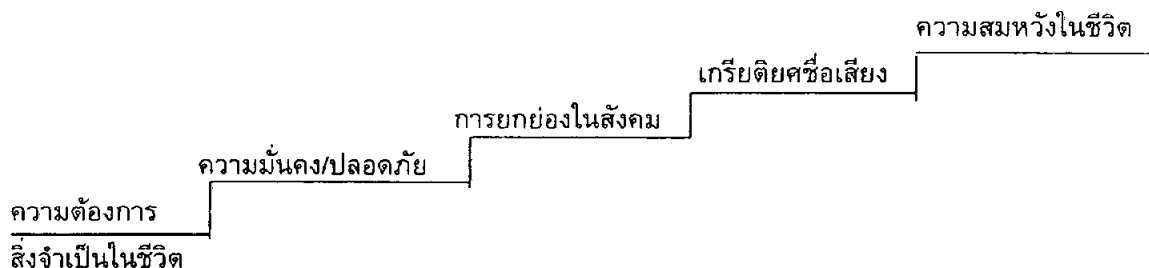 ความสมหวังในชีวิต
เกรียติยศชื่อเสียง
การยกย่องในสังคม
ความมั่นคง/ปลอดภัย
ความต้องการ
สิ่งจำเป็นในชีวิต